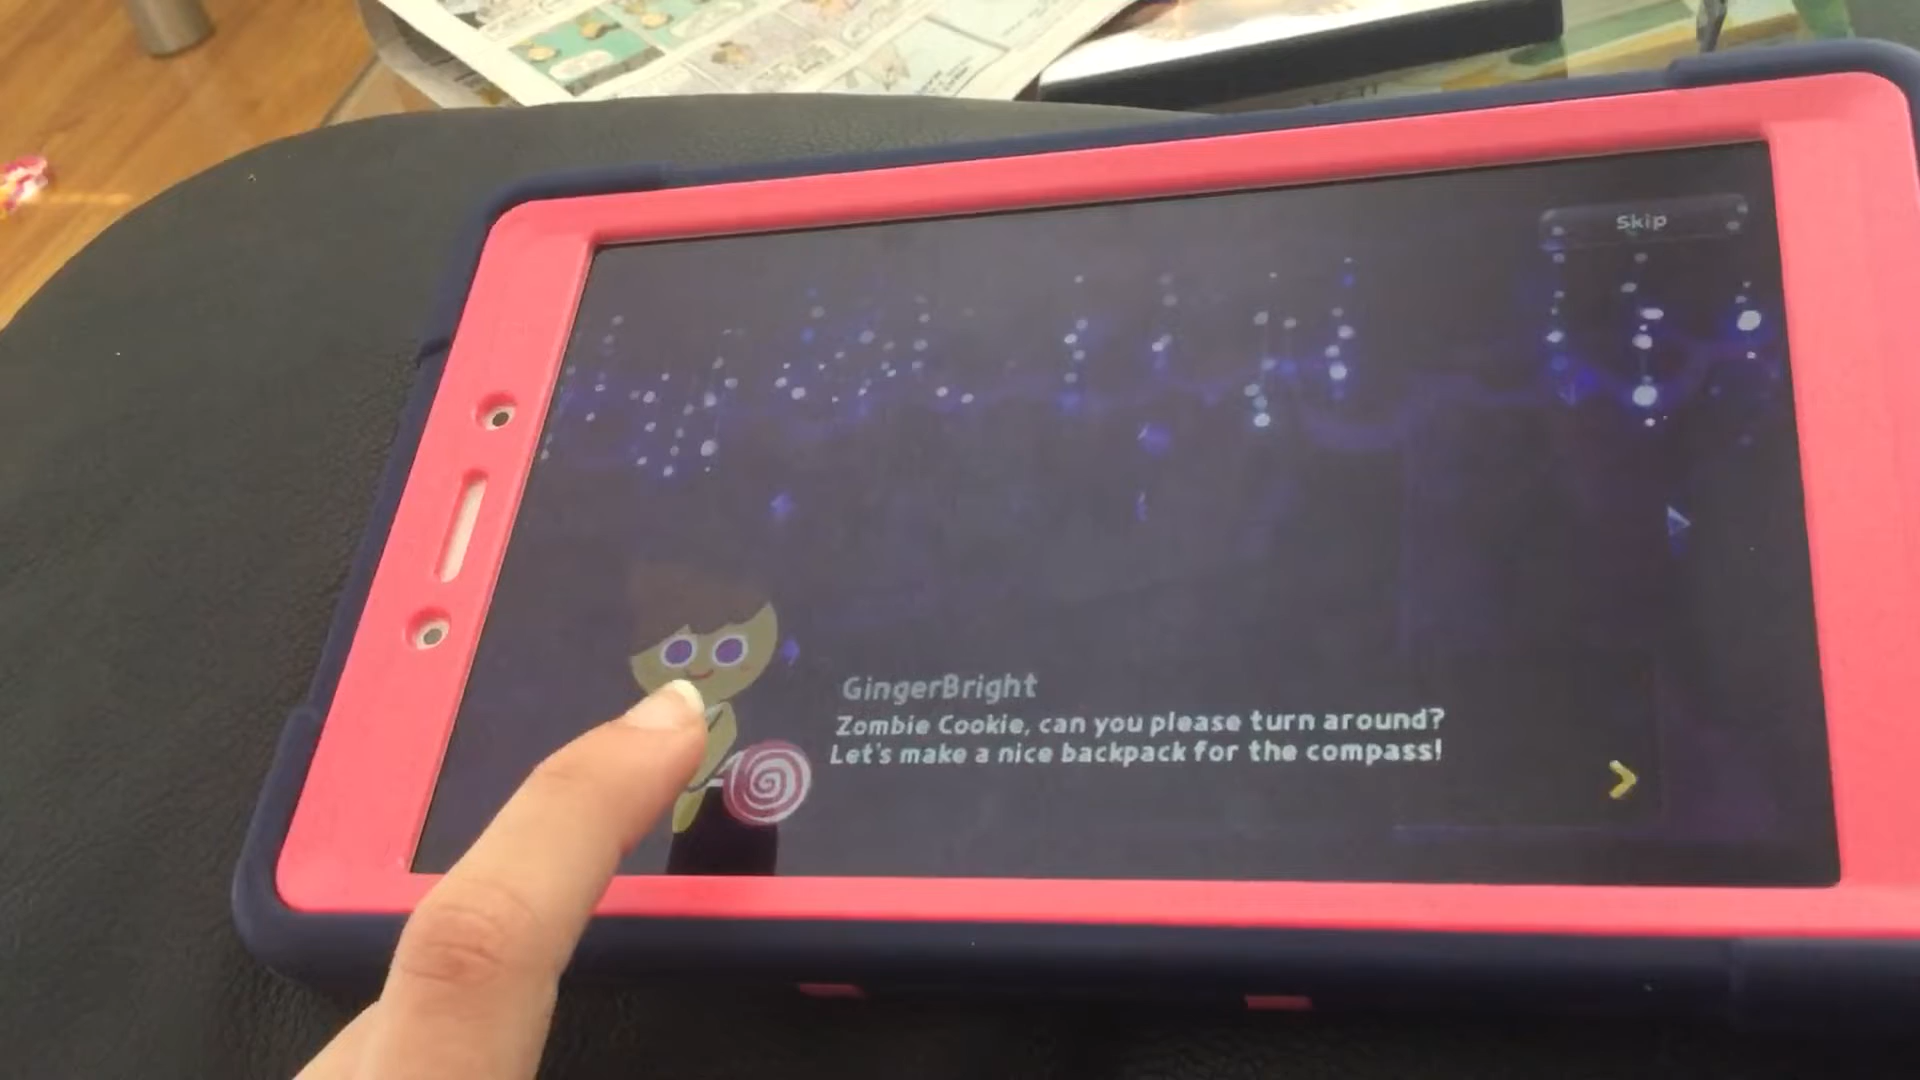 Skip
GingerBright
Zombie Cookie, can you please turn around?
Let's make a nice backpack for the compass!